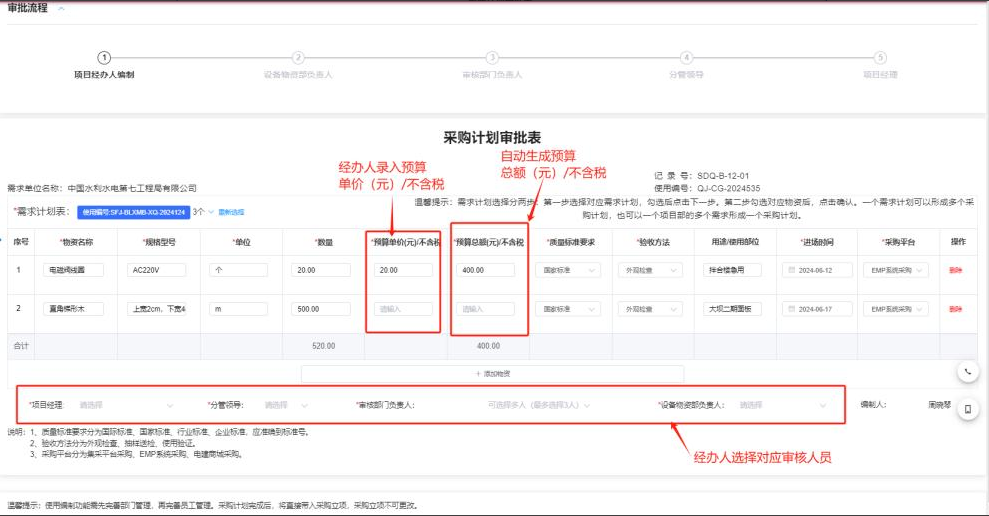 审批流程
1 2 3 4 5
项目经办人编制 设备物资部负责人 审核部门负责人 分管领导 项目经理
采购计划审批表
经办人录入预算
单价（元）/不含税
自动生成预算
总额（元）/不含税
记 录 号：SDQ-B-12-01
需求单位名称：中国水利水电第七工程局有限公司
使用编号：QJ-CG-2024535
*需求计划表： 使用编号:SFJ-BLXMB-XQ-2024124 3个 重新选择
温馨提示：需求计划选择分两步：第一步选择对应需求计划，勾选后点击下一步。第二步勾选对应物资后，点击确认。一个需求计划可以形成多个采
购计划，也可以一个项目部的多个需求形成一个采购计划。
序号 *物资名称 *规格型号 *单位 *数量 *预算单价(元)/不含税 *预算总额(元)/不含税 *质量标准要求 *验收方法 用途/使用部位 *进场时间 *采购平台 操作
1 电磁阀线圈 AC220V 个 20.00 20.00 400.00 国家标准 外观检查 拌合楼急用 2024-06-12 EMP系统采购 删除
2 直角梯形木 上宽2cm，下宽4 m 500.00 请输入 请输入 国家标准 外观检查 大坝二期面板 2024-06-17 EMP系统采购 删除
合计 520.00 400.00
+ 添加物资
*项目经理: 请选择 *分管领导: 请选择 *审核部门负责人: 可选择多人（最多选择3人） *设备物资部负责人: 请选择 编制人: 周晓琴
说明：1、质量标准要求分为国际标准、国家标准、行业标准、企业标准，应准确到标准号。
2、验收方法分为外观检查、抽样送检、使用验证。
3、采购平台分为集采平台采购、EMP系统采购、电建商城采购。
经办人选择对应审核人员
温馨提示：使用编制功能需先完善部门管理，再完善员工管理。采购计划完成后，将直接带入采购立项，采购立项不可更改。